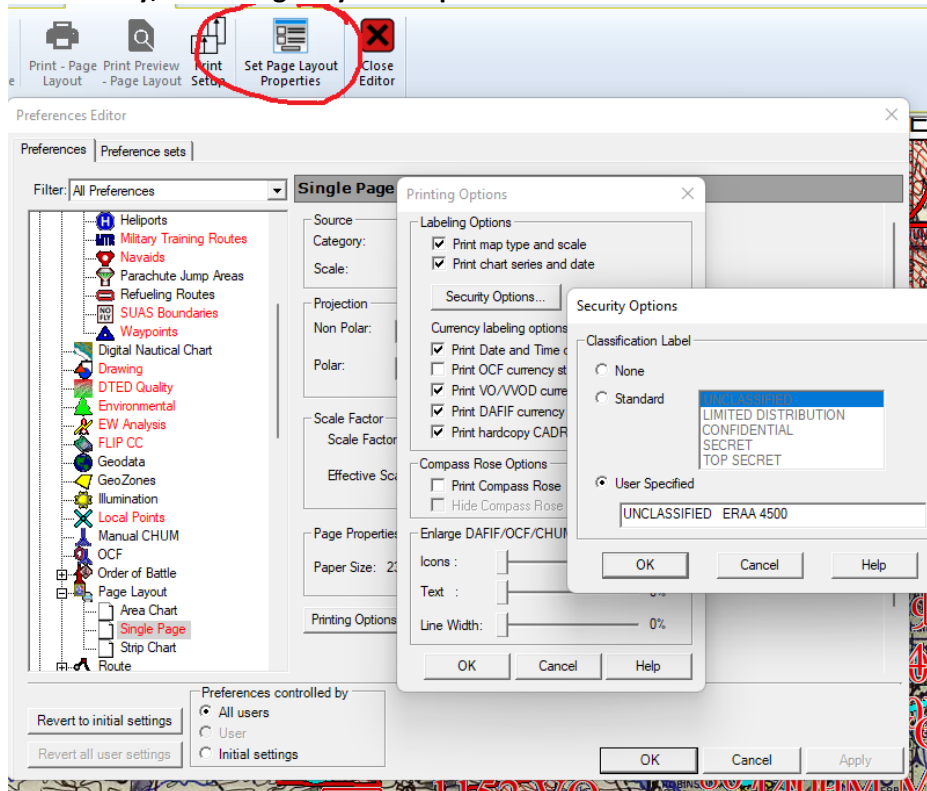 Print - Page Layout
Print Preview - Page Layout
Print Setup
Set Page Layout Properties
Close Editor
Preferences Editor
Preferences
Preference sets
Filter: All Preferences
Heliports
MTR Military Training Routes
Navaids
Parachute Jump Areas
Refueling Routes
NO FLY SUAS Boundaries
Waypoints
Digital Nautical Chart
Drawing
DTED Quality
Environmental
EW Analysis
FLIP CC
Geodata
GeoZones
Illumination
Local Points
Manual CHUM
OCF
Order of Battle
Page Layout
Area Chart
Single Page
Strip Chart
Route
Single Page
Source
Category:
Scale:
Projection
Non Polar:
Polar:
Scale Factor
Scale Factor
Effective Sca
Page Properties
Paper Size: 23
Printing Options
Preferences controlled by
All users
User
Initial settings
Revert to initial settings
Revert all user settings
OK
Cancel
Apply
Printing Options
Labeling Options
Print map type and scale
Print chart series and date
Security Options...
Currency labeling options
Print Date and Time o
Print OCF currency st
Print VO/VVOD curre
Print DAFIF currency
Print hardcopy CADR
Compass Rose Options
Print Compass Rose
Hide Compass Rose
Enlarge DAFIF/OCF/CHUM
Icons :
Text :
0%
Line Width:
0%
OK
Cancel
Help
Security Options
Classification Label
None
Standard
UNCLASSIFIED
LIMITED DISTRIBUTION
CONFIDENTIAL
SECRET
TOP SECRET
User Specified
UNCLASSIFIED ERAA 4500
OK
Cancel
Help